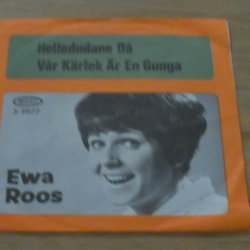 Helledudane Då
Vår Kärlek Är En Gunga
Ewa
Roos